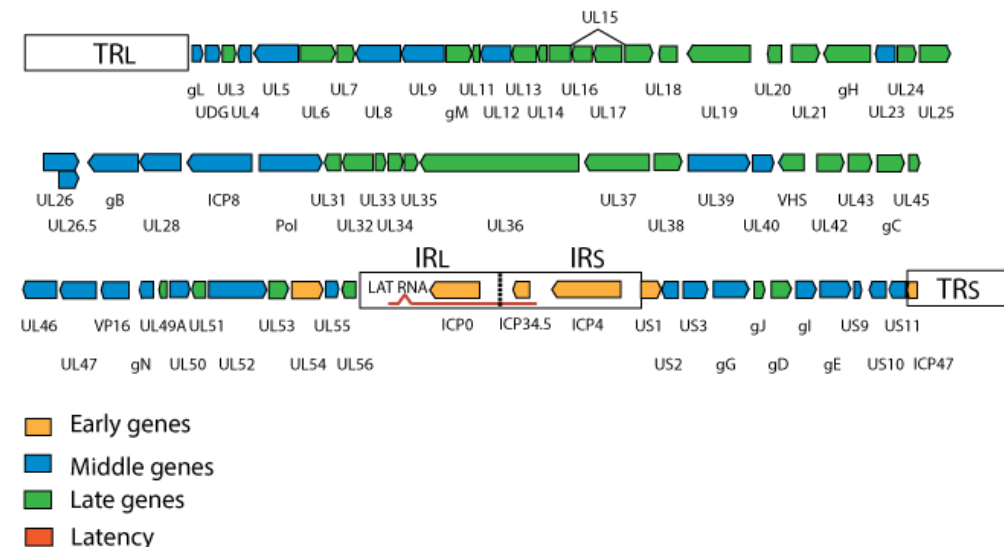 UL15
TRL
gL UL3 UL5 UL7 UL9 UL11 UL13 UL16 UL18 UL20 gH UL24
UDG UL4 UL6 UL8 gM UL12 UL14 UL17 UL19 UL21 UL23 UL25
UL26 gB ICP8 UL31 UL33 UL35 UL37 UL39 VHS UL43 UL45
UL26.5 UL28 Pol UL32 UL34 UL36 UL38 UL40 UL42 gC
IRL IRS
LAT RNA TRS
UL46 VP16 UL49A UL51 UL53 UL55 ICP0 ICP34.5 ICP4 US1 US3 gJ gI US9 US11
UL47 gN UL50 UL52 UL54 UL56 US2 gG gD gE US10 ICP47
Early genes
Middle genes
Late genes
Latency